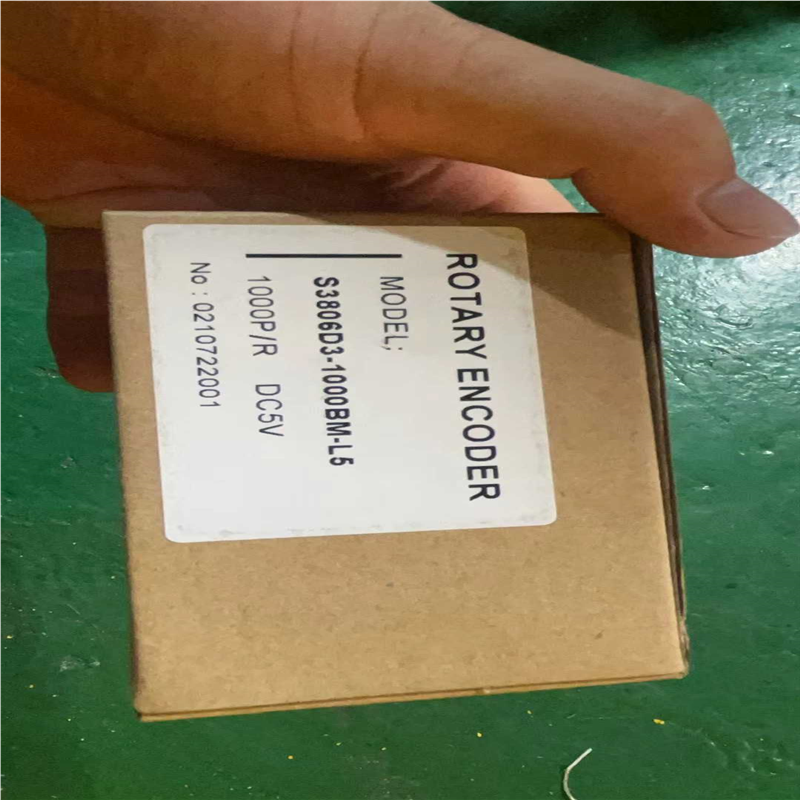 ROTARY ENCODER
MODEL;
S3806D3-1000BM-L5
1000P/R DC5V
No : 0210722001